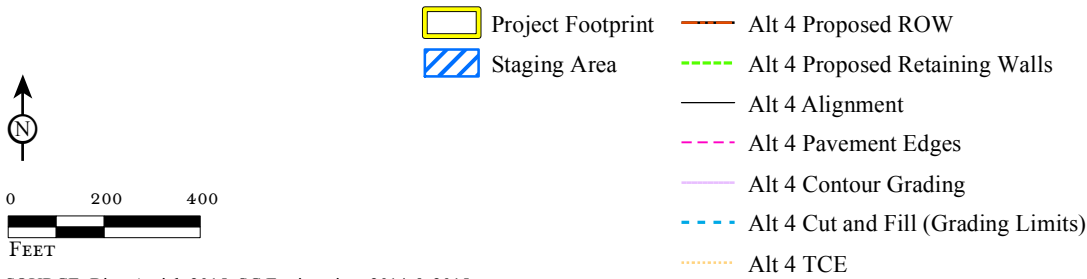 Project Footprint
Staging Area
Alt 4 Proposed ROW
Alt 4 Proposed Retaining Walls
Alt 4 Alignment
Alt 4 Pavement Edges
Alt 4 Contour Grading
Alt 4 Cut and Fill (Grading Limits)
Alt 4 TCE
N
0 200 400
FEET